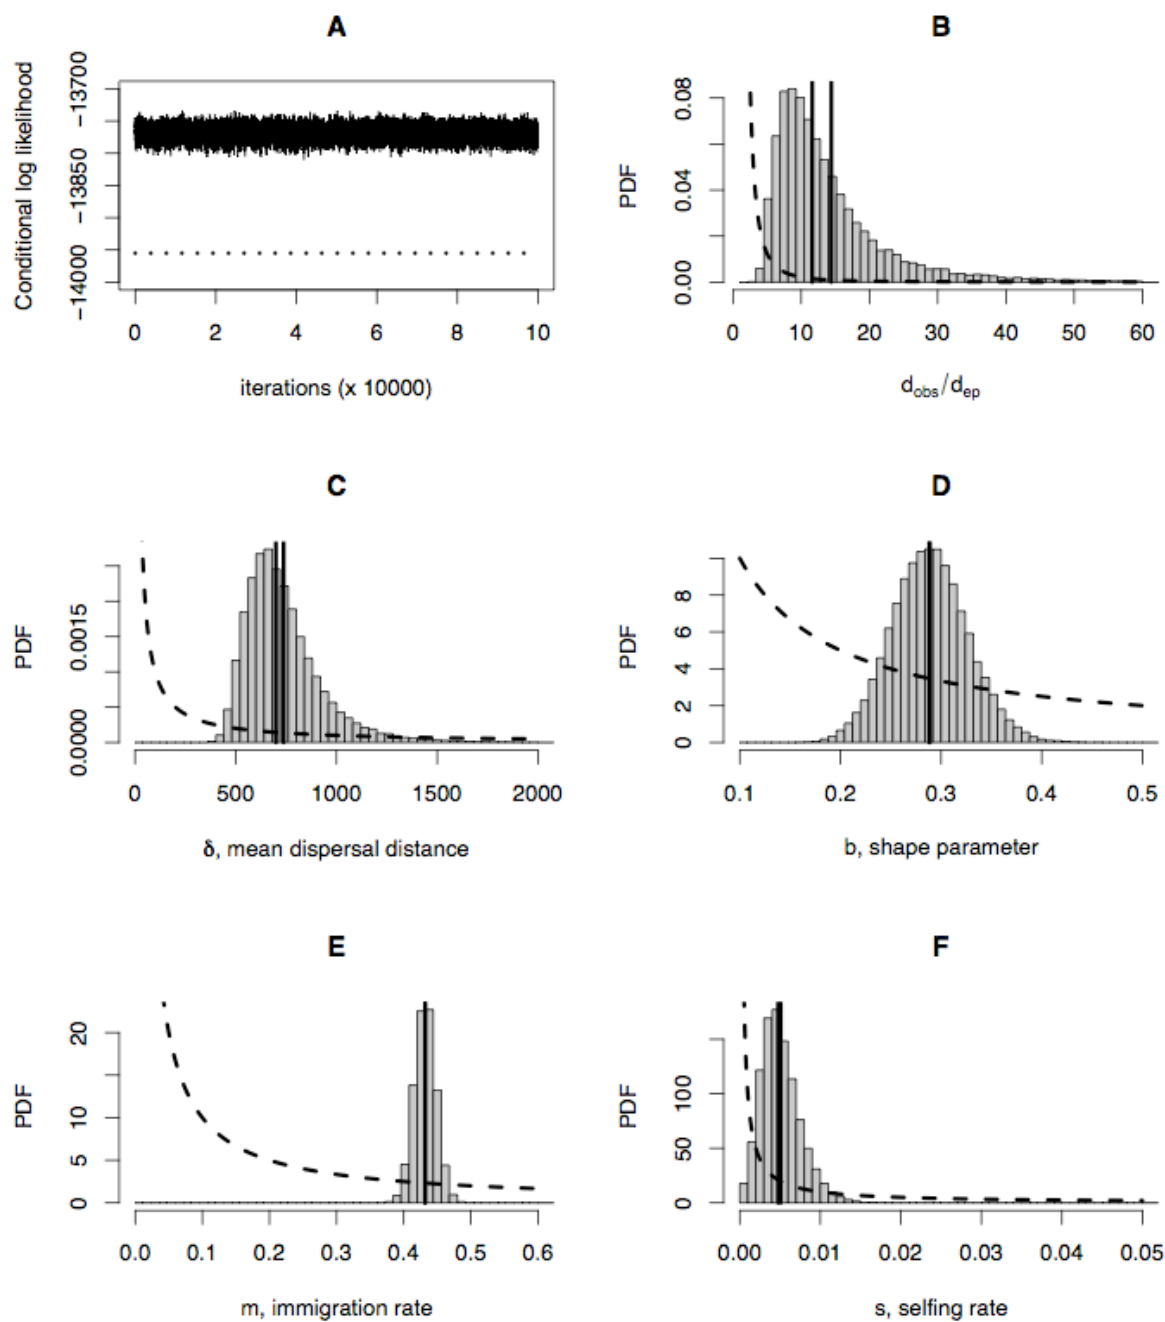 A
Conditional log likelihood
-13700
-13850
-14000
0 2 4 6 8 10
iterations (x 10000)
B
PDF
0.08
0.04
0.00
0 10 20 30 40 50 60
dobs/dep
C
PDF
0.0015
0.0000
0 500 1000 1500 2000
δ, mean dispersal distance
D
PDF
8
6
4
2
0
0.1 0.2 0.3 0.4 0.5
b, shape parameter
E
PDF
20
10
5
0
0.0 0.1 0.2 0.3 0.4 0.5 0.6
m, immigration rate
F
PDF
100
50
0
0.00 0.01 0.02 0.03 0.04 0.05
s, selfing rate